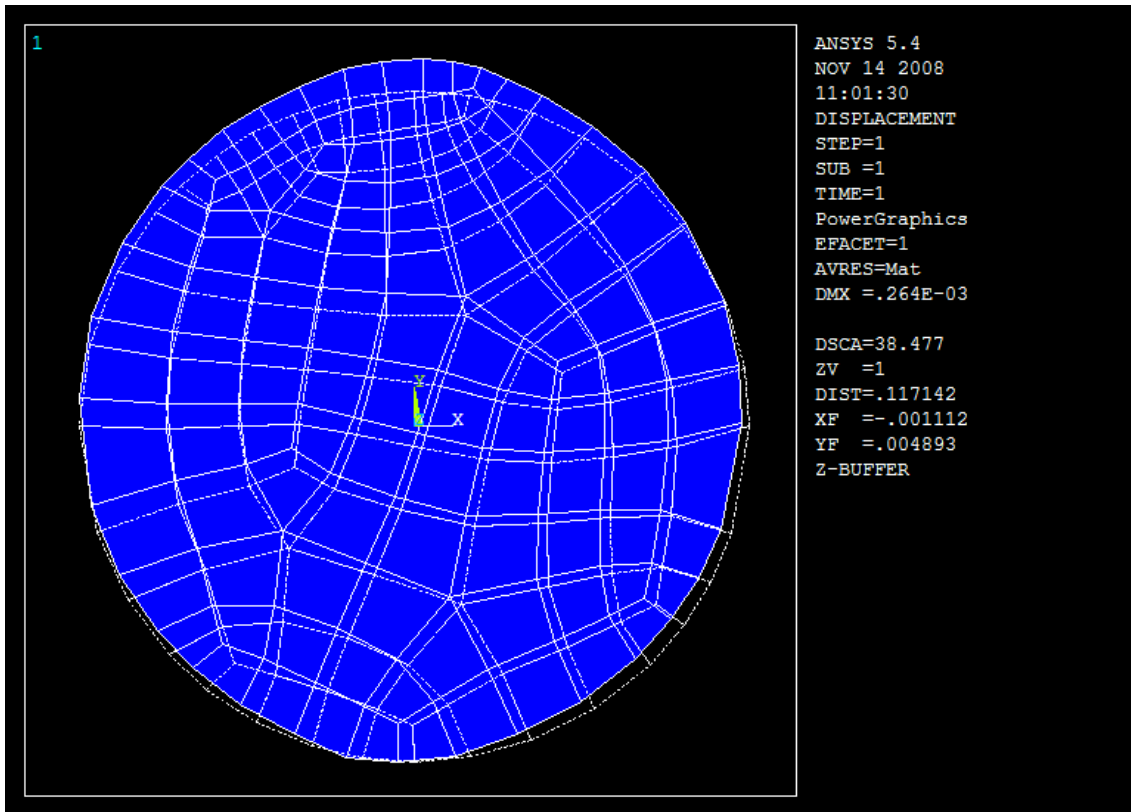 1
ANSYS 5.4
NOV 14 2008
11:01:30
DISPLACEMENT
STEP=1
SUB =1
TIME=1
PowerGraphics
EFACET=1
AVRES=Mat
DMX =.264E-03
DSCA=38.477
ZV =1
DIST=.117142
XF =-.001112
YF =.004893
Z-BUFFER
Y
X